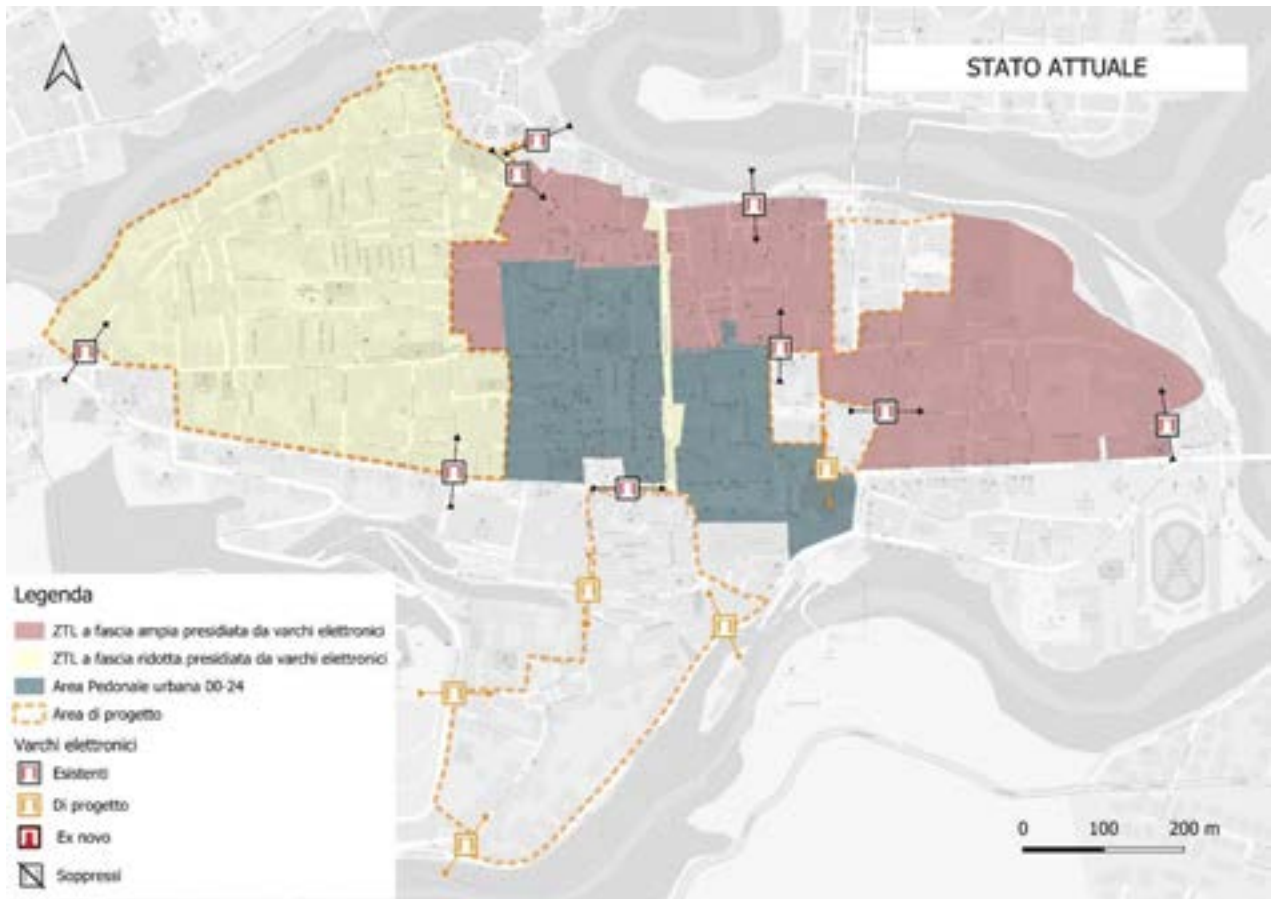 STATO ATTUALE
Legenda
ZTL a fascia ampia presidiata da varchi elettronici
ZTL a fascia ridotta presidiata da varchi elettronici
Area Pedonale urbana 00-24
Area di progetto
Varchi elettronici
Esistenti
Di progetto
Ex novo
Soppressi
0 100 200 m